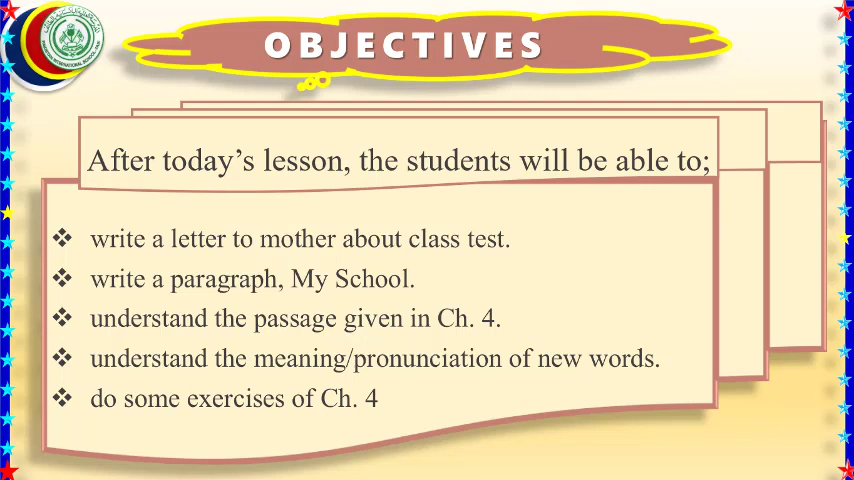 OBJECTIVES
After today's lesson, the students will be able to;
❖ write a letter to mother about class test.
❖ write a paragraph, My School.
❖ understand the passage given in Ch. 4.
❖ understand the meaning/pronunciation of new words.
❖ do some exercises of Ch. 4